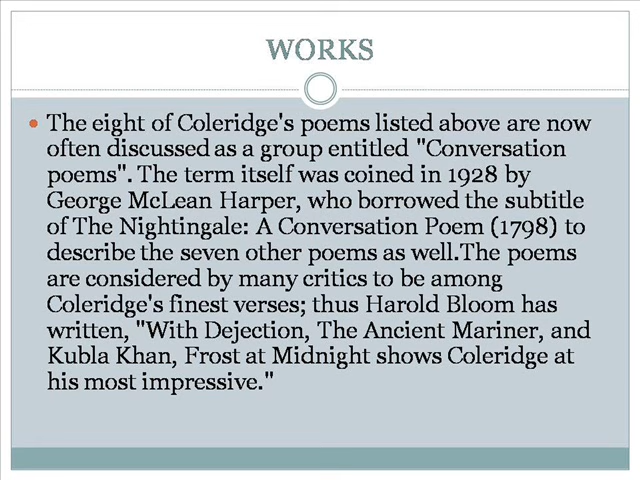 WORKS
• The eight of Coleridge's poems listed above are now
often discussed as a group entitled "Conversation
poems". The term itself was coined in 1928 by
George McLean Harper, who borrowed the subtitle
of The Nightingale: A Conversation Poem (1798) to
describe the seven other poems as well.The poems
are considered by many critics to be among
Coleridge's finest verses; thus Harold Bloom has
written, "With Dejection, The Ancient Mariner, and
Kubla Khan, Frost at Midnight shows Coleridge at
his most impressive."